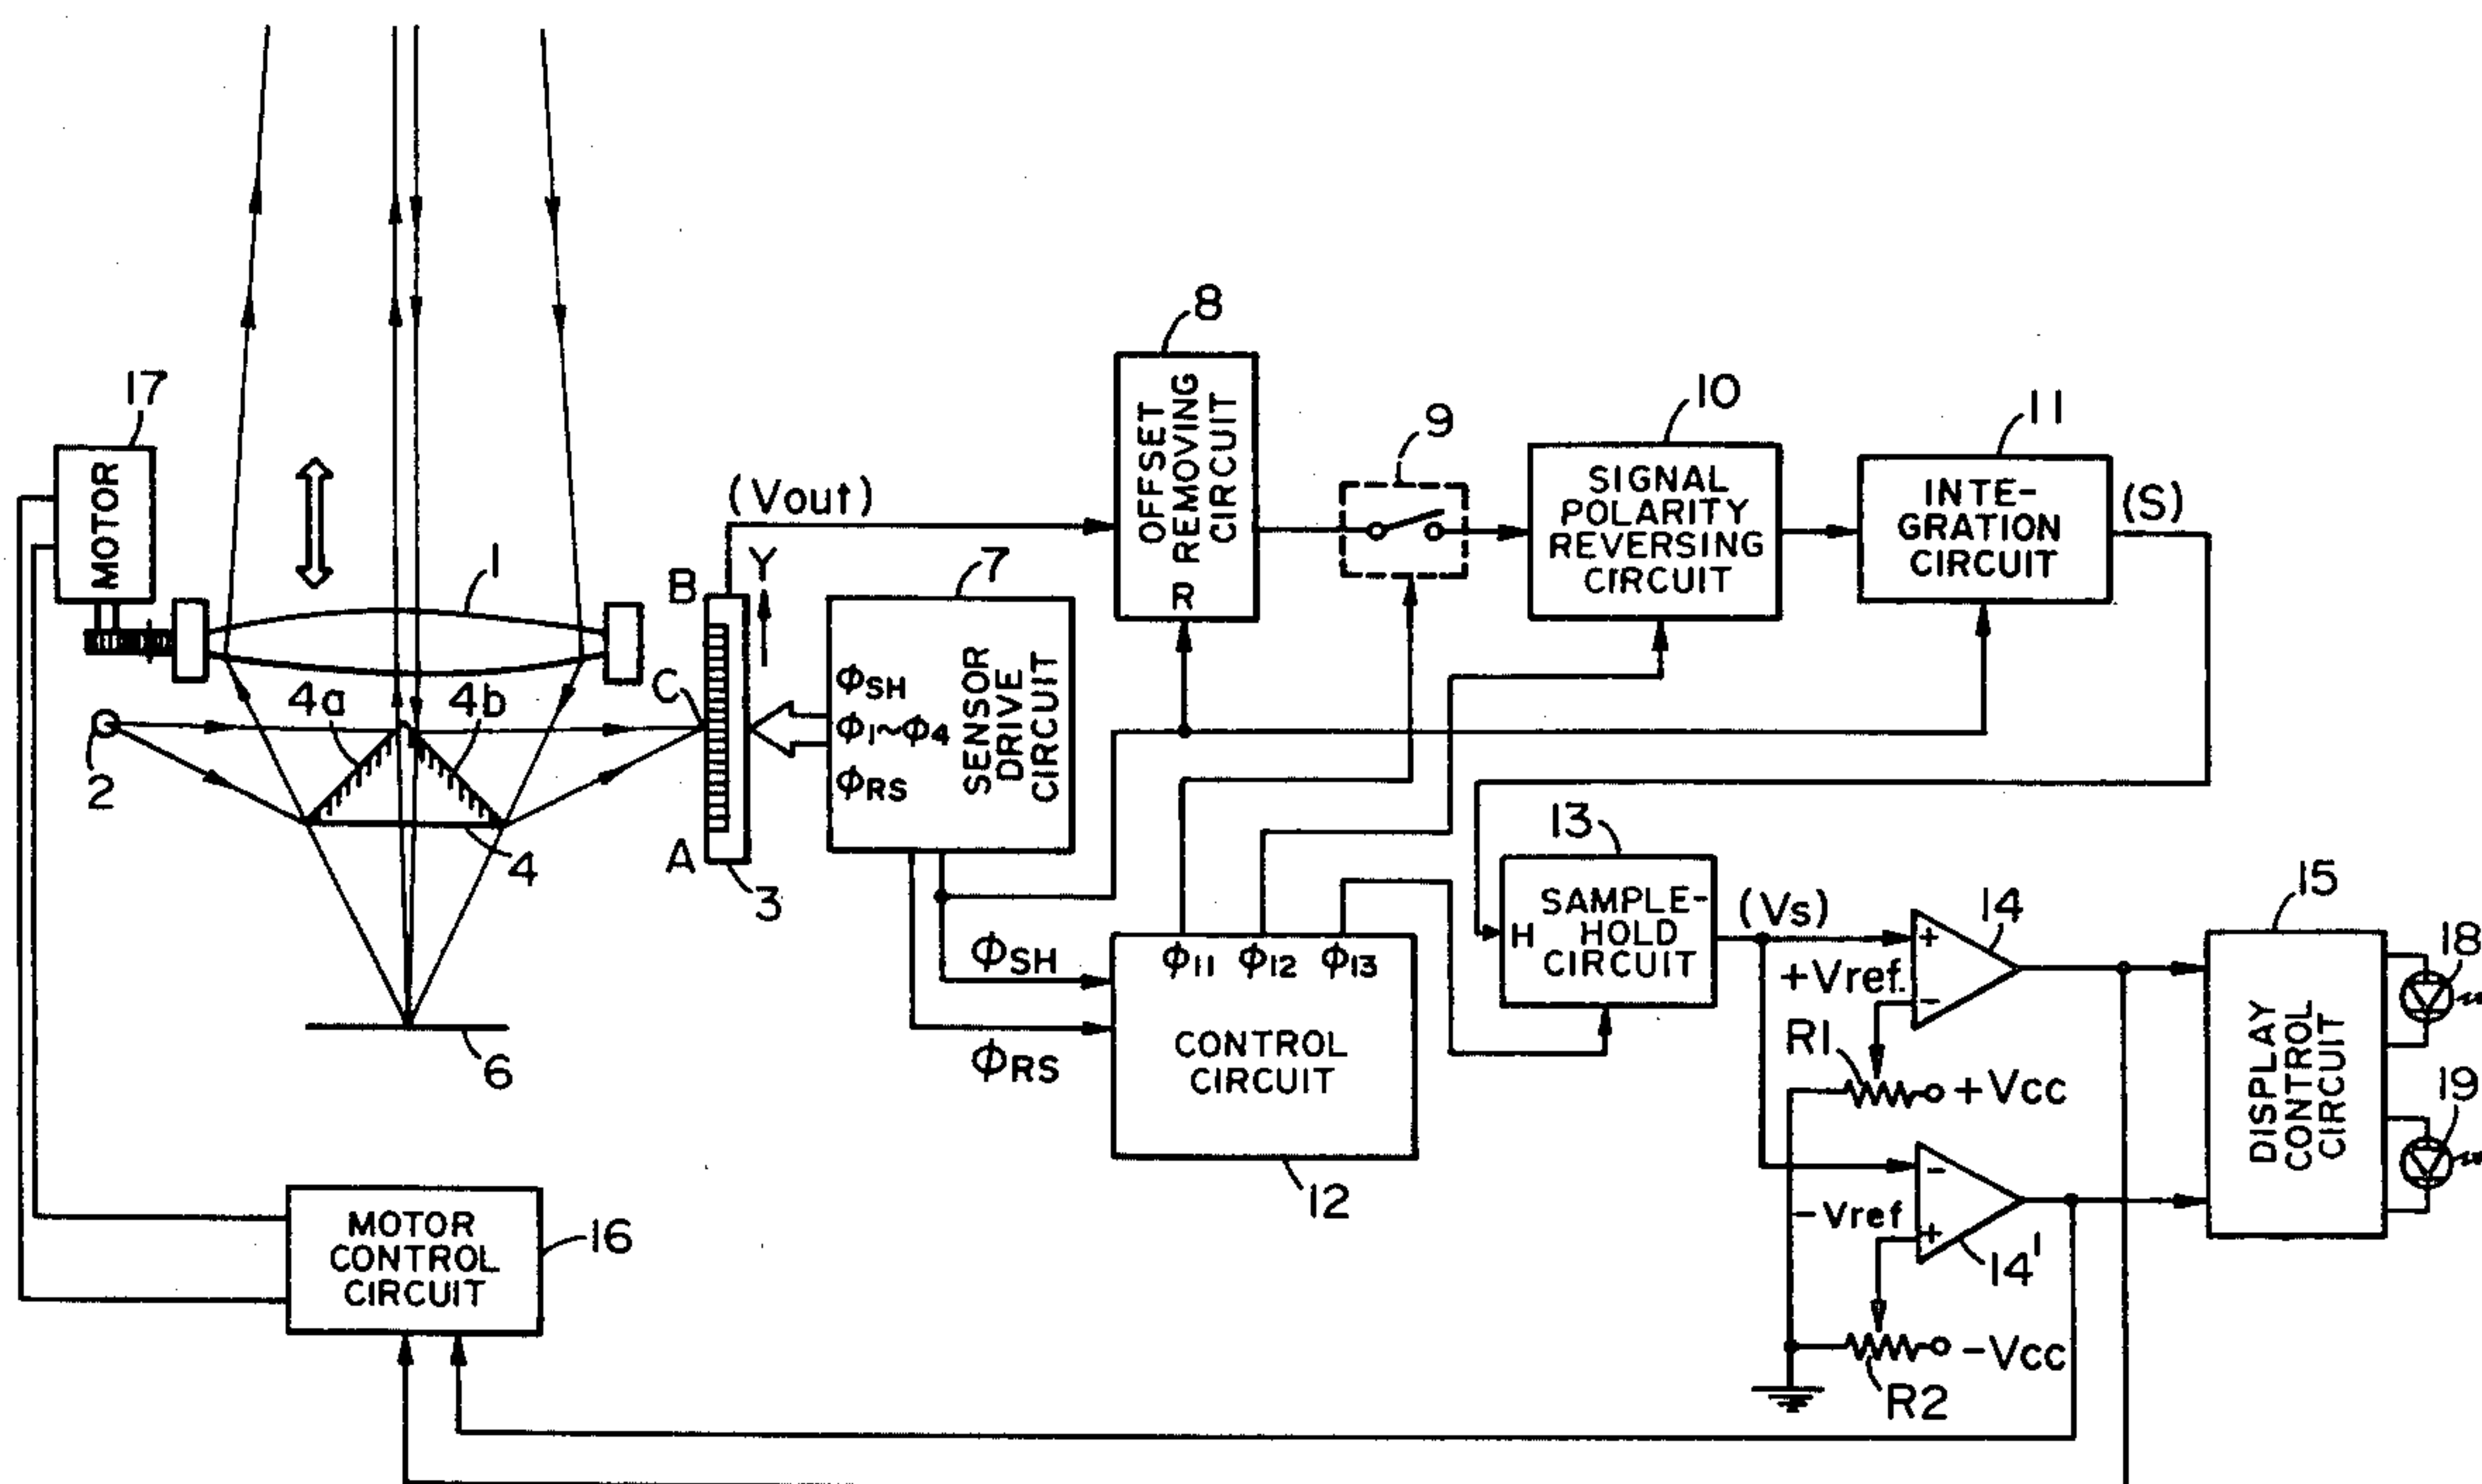 17
MOTOR
1
4a
4b
2
4
6
C
B
A
Y
3
(Vout)
7
ΦSH
Φ1~Φ4
ΦRS
SENSOR
DRIVE
CIRCUIT
8
OFFSET
R REMOVING
CIRCUIT
9
10
SIGNAL
POLARITY
REVERSING
CIRCUIT
11
INTE-
GRATION
CIRCUIT
(S)
ΦSH
ΦRS
Φ11 Φ12 Φ13
CONTROL
CIRCUIT
12
13
H
SAMPLE-
HOLD
CIRCUIT
(Vs)
14
+
-
+Vref.
R1
+Vcc
-
+
-Vref
14'
-Vcc
R2
15
DISPLAY
CONTROL
CIRCUIT
18
19
MOTOR
CONTROL
CIRCUIT
16